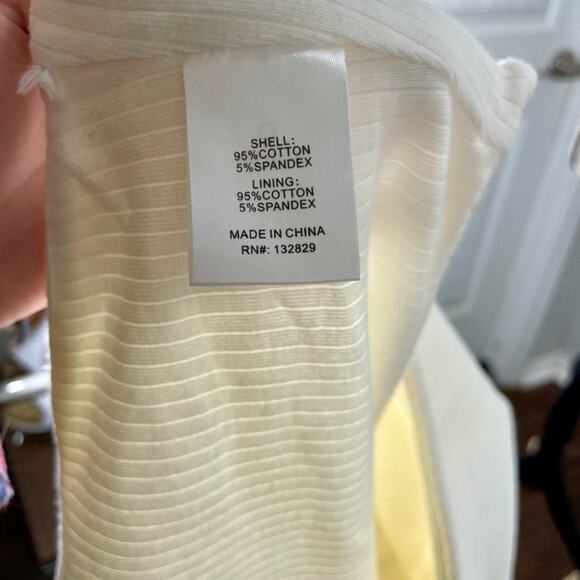 SHELL:
95%COTTON
5%SPANDEX
LINING:
95%COTTON
5%SPANDEX
MADE IN CHINA
RN#: 132829